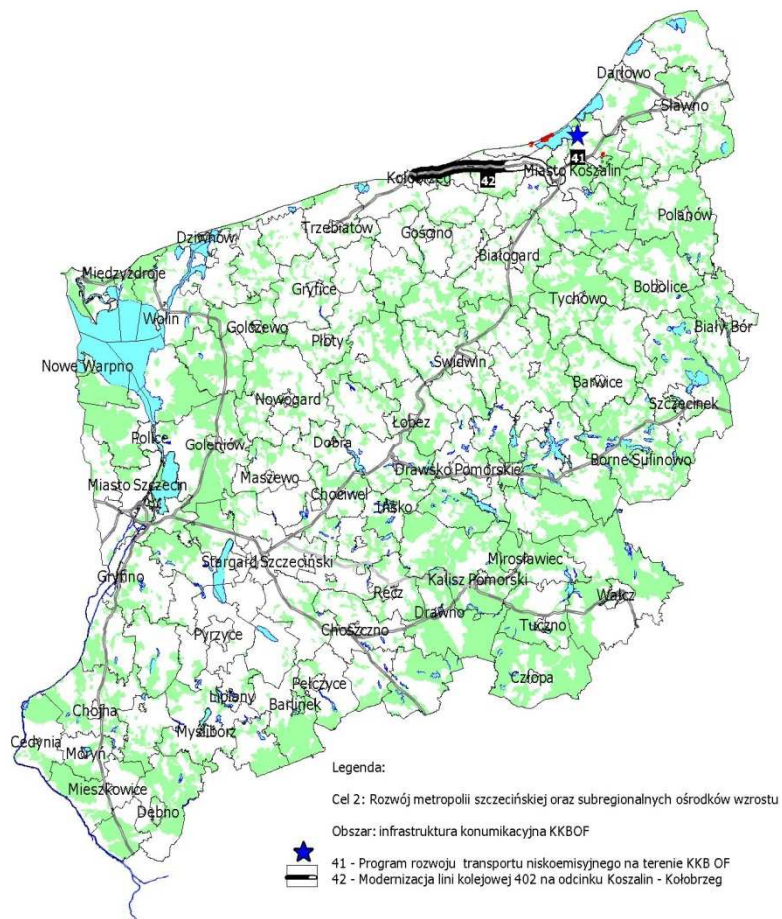 Darłowo
Sławno
41
Miasto Koszalin
Kołobrzeg
42
Polanów
Trzebiatów
Gościno
Dziwnów
Białogard
Międzyzdroje
Gryfice
Tychowo
Bobolice
Wolin
Golczewo
Biały Bór
Płoty
Nowe Warpno
Świdwin
Barwice
Nowogard
Szczecinek
Łobez
Police
Goleniów
Dobra
Borne Sulinowo
Drawsko Pomorskie
Maszewo
Miasto Szczecin
Chociwel
Ińsko
Stargard Szczeciński
Mirosławiec
Gryfino
Kalisz Pomorski
Recz
Wałcz
Drawno
Tuczno
Choszczno
Pyrzyce
Człopa
Pełczyce
Lipiany
Barlinek
Chojna
Myślibórz
Cedynia
Moryń
Mieszkowice
Dębno
Legenda:
Cel 2: Rozwój metropolii szczecińskiej oraz subregionalnych ośrodków wzrostu
Obszar: infrastruktura konumikacyjna KKBOF
41 - Program rozwoju transportu niskoemisyjnego na terenie KKB OF
42 - Modernizacja lini kolejowej 402 na odcinku Koszalin - Kołobrzeg